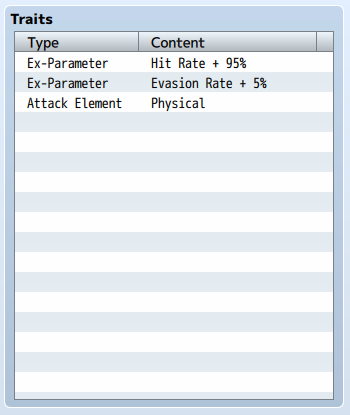 Traits
Type Content
Ex-Parameter Hit Rate + 95%
Ex-Parameter Evasion Rate + 5%
Attack Element Physical